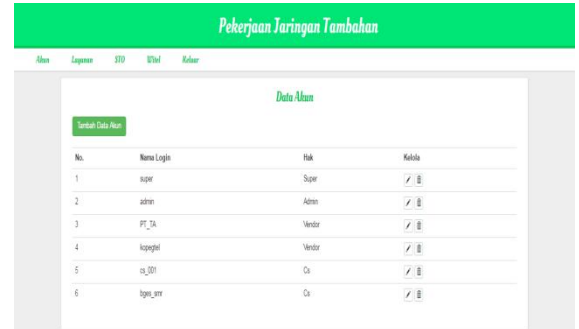 Pekerjaan Jaringan Tambahan
Akun Layanan STO Witel Keluar
Data Akun
Tambah Data Akun
No. Nama Login Hak Kelola
1 super Super
2 admin Admin
3 PT_TA Vendor
4 kopegtel Vendor
5 cs_001 Cs
6 bges_smr Cs